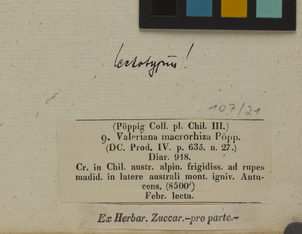 lectotypus!
107/21
(Pöppig Coll. pl. Chil. III.)
9. Valeriana macrorhiza Pöpp.
(DC. Prod. IV. p. 635. n. 27.)
Diar. 918.
Cr. in Chil. austr. alpin. frigidiss. ad rupes
madid. in latere australi mont. igniv. Antu-
cens. (8500')
Febr. lecta.
Ex Herbar. Zuccar.-pro parte.-